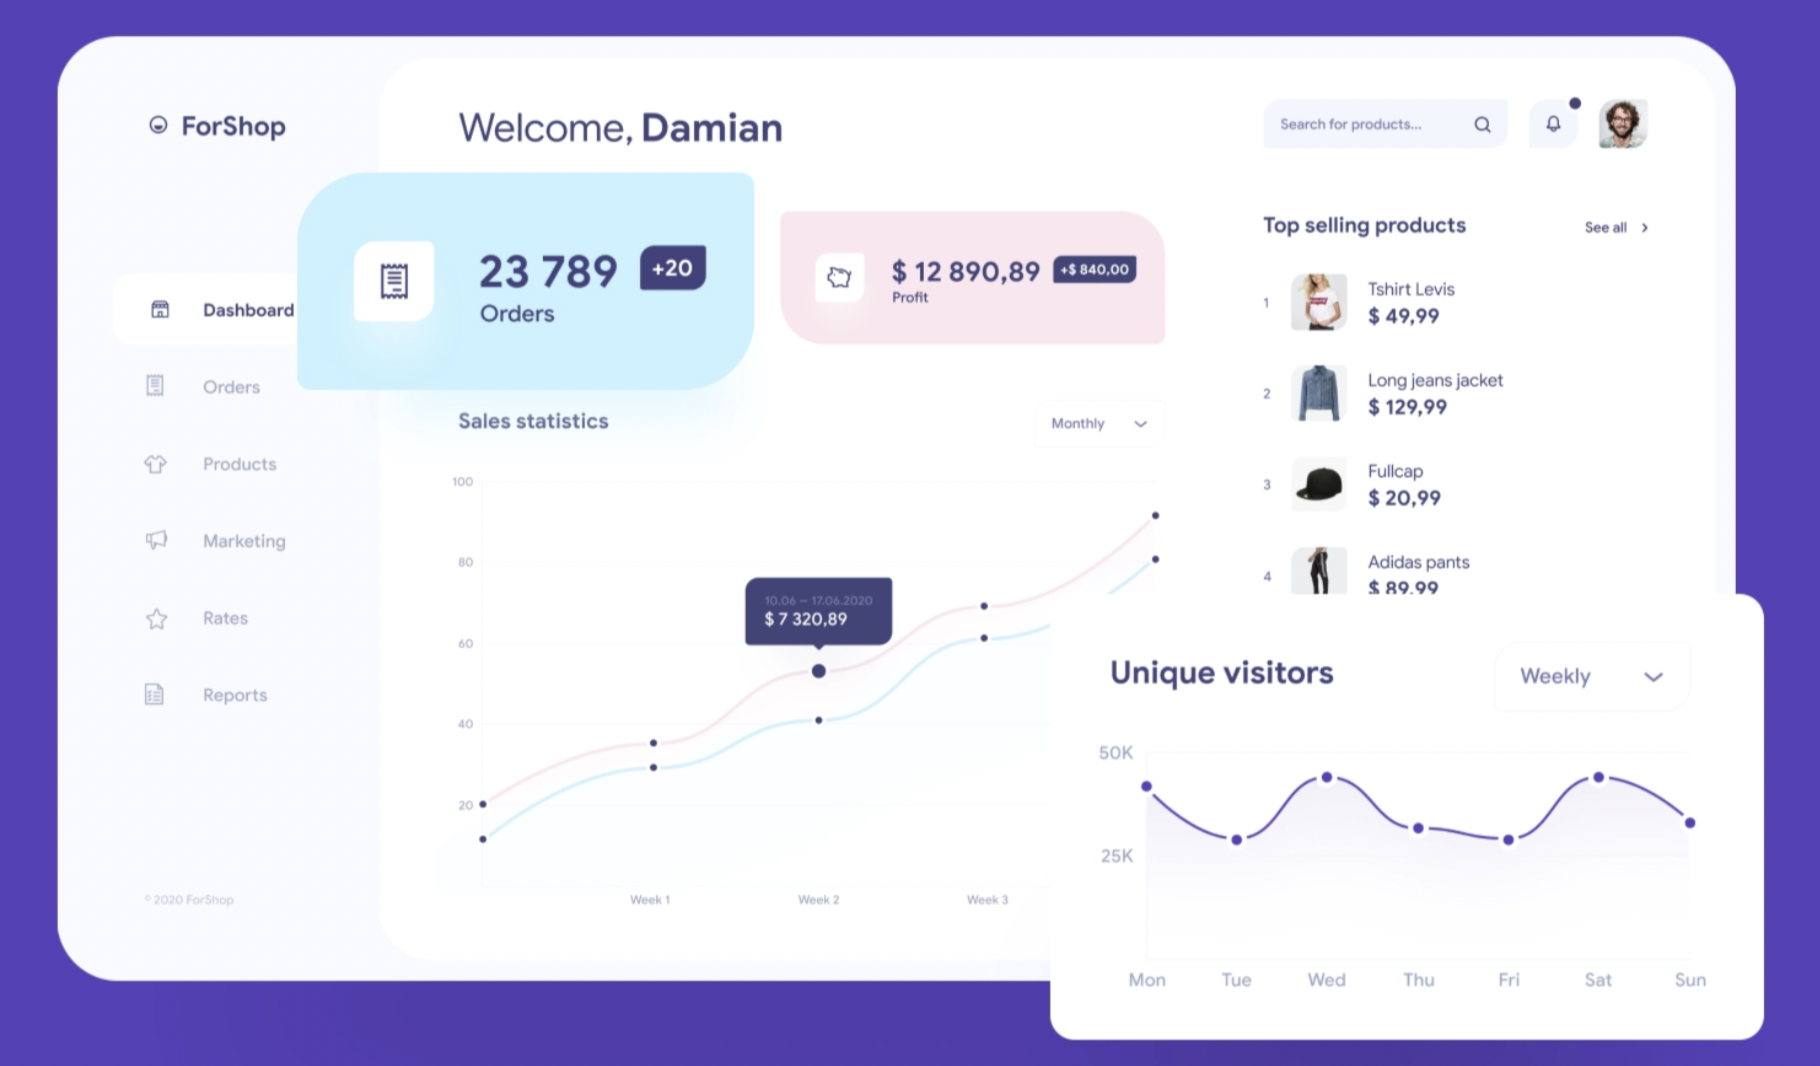 ForShop
Welcome, Damian
Search for products...
23 789
+20
Orders
$ 12 890,89
+$ 840,00
Profit
Top selling products
See all
Dashboard
Orders
Products
Marketing
Rates
Reports
© 2020 ForShop
1
Tshirt Levis
$ 49,99
2
Long jeans jacket
$ 129,99
3
Fullcap
$ 20,99
4
Adidas pants
$ 89,99
Sales statistics
Monthly
100
80
60
40
20
10.06 – 17.06.2020
$ 7 320,89
Week 1
Week 2
Week 3
Unique visitors
Weekly
50K
25K
Mon
Tue
Wed
Thu
Fri
Sat
Sun